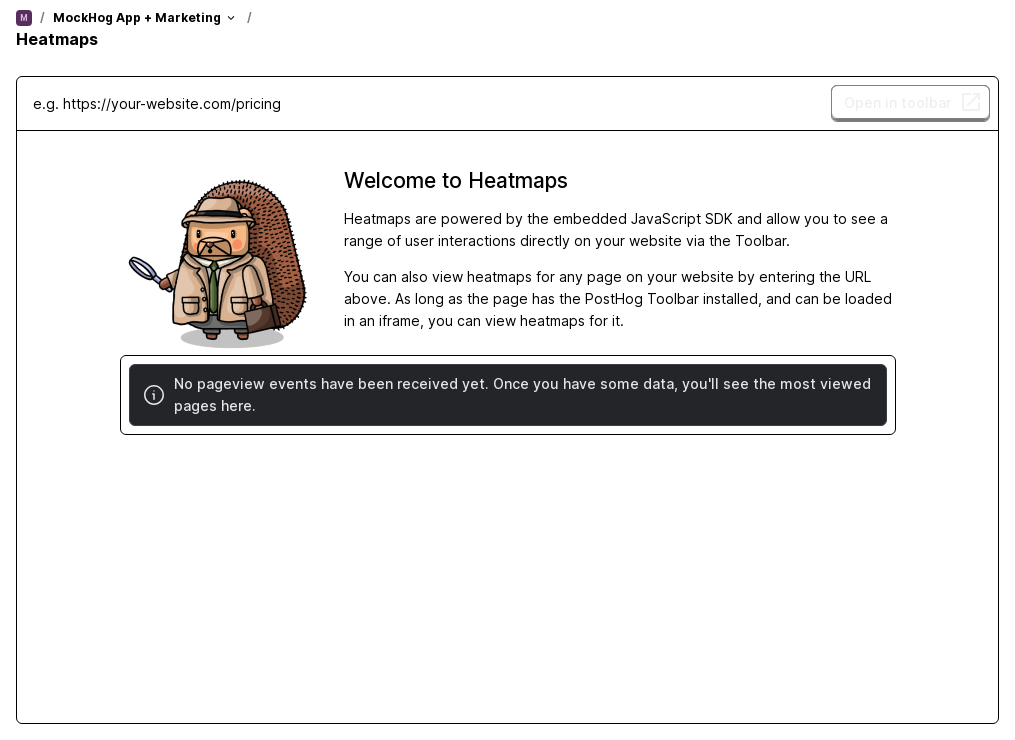 M / MockHog App + Marketing /
Heatmaps
e.g. https://your-website.com/pricing
Open in toolbar
Welcome to Heatmaps
Heatmaps are powered by the embedded JavaScript SDK and allow you to see a
range of user interactions directly on your website via the Toolbar.
You can also view heatmaps for any page on your website by entering the URL
above. As long as the page has the PostHog Toolbar installed, and can be loaded
in an iframe, you can view heatmaps for it.
No pageview events have been received yet. Once you have some data, you'll see the most viewed
pages here.